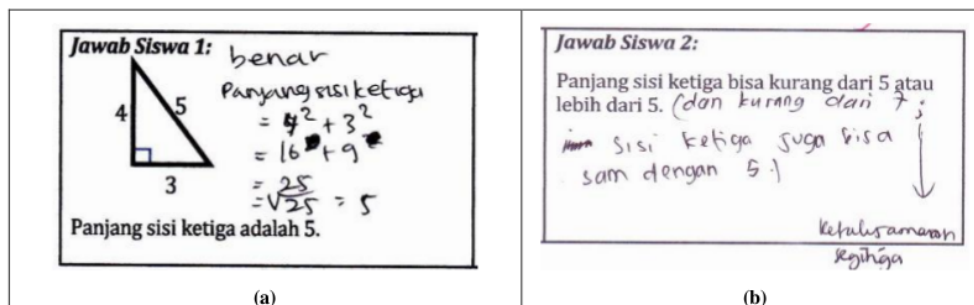 Jawab Siswa 1:
benar
4
5
3
Panjang sisi ketiga
= 4² + 3²
= 16 + 9
= 25
= √25 = 5
Panjang sisi ketiga adalah 5.
(a)
Jawab Siswa 2:
Panjang sisi ketiga bisa kurang dari 5 atau
lebih dari 5. (dan kurang dari 7;
sisi ketiga juga bisa
sam dengan 5.)
segitiga
(b)